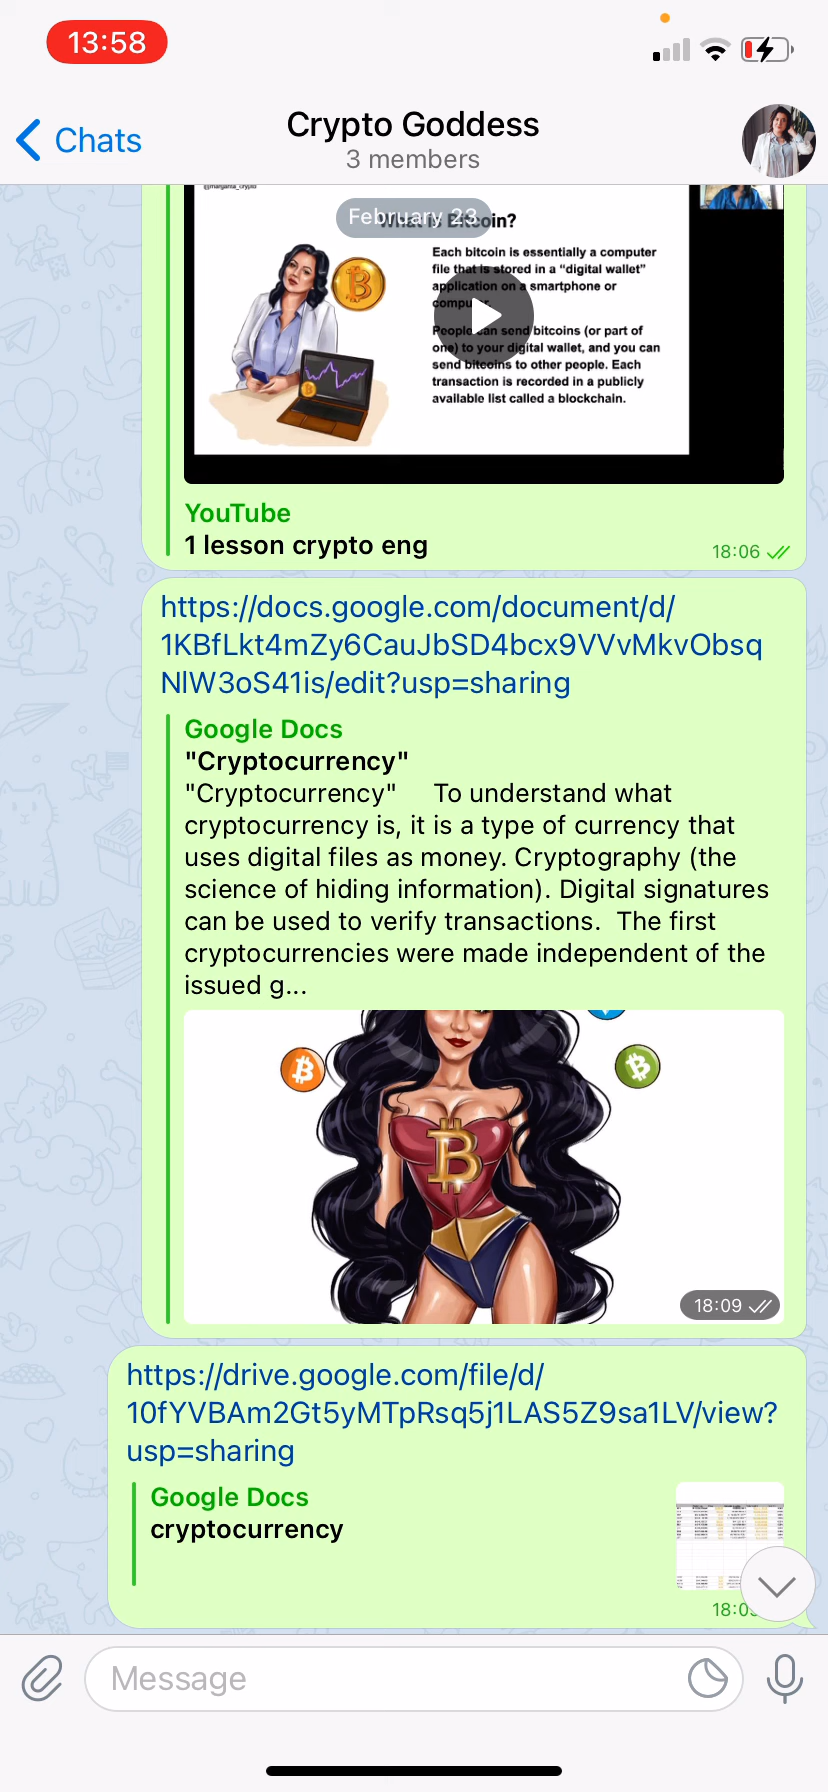 13:58
Chats
Crypto Goddess
3 members
@margarita_crypto
February 23
What is Bitcoin?
Each bitcoin is essentially a computer
file that is stored in a “digital wallet”
application on a smartphone or
computer.
People can send bitcoins (or part of
one) to your digital wallet, and you can
send bitcoins to other people. Each
transaction is recorded in a publicly
available list called a blockchain.
YouTube
1 lesson crypto eng
18:06
https://docs.google.com/document/d/
1KBfLkt4mZy6CauJbSD4bcx9VVvMkvObsq
NlW3oS41is/edit?usp=sharing
Google Docs
"Cryptocurrency"
"Cryptocurrency" To understand what
cryptocurrency is, it is a type of currency that
uses digital files as money. Cryptography (the
science of hiding information). Digital signatures
can be used to verify transactions. The first
cryptocurrencies were made independent of the
issued g...
18:09
https://drive.google.com/file/d/
10fYVBAm2Gt5yMTpRsq5j1LAS5Z9sa1LV/view?
usp=sharing
Google Docs
cryptocurrency
Message